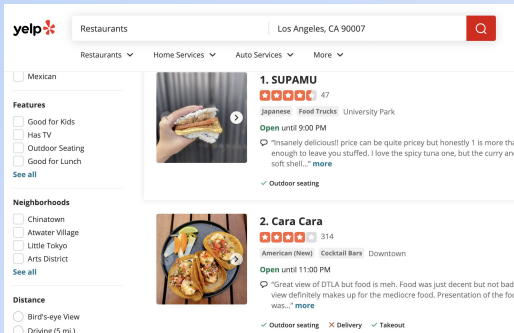 yelp
Restaurants
Los Angeles, CA 90007
Restaurants
Home Services
Auto Services
More
Mexican
Features
Good for Kids
Has TV
Outdoor Seating
Good for Lunch
See all
Neighborhoods
Chinatown
Atwater Village
Little Tokyo
Arts District
See all
Distance
Bird's-eye View
Driving (5 mi.)
1. SUPAMU
47
Japanese Food Trucks University Park
Open until 9:00 PM
“Insanely delicious!! price can be quite pricey but honestly 1 is more tha
enough to leave you stuffed. I love the spicy tuna one, but the curry an
soft shell...” more
Outdoor seating
2. Cara Cara
314
American (New) Cocktail Bars Downtown
Open until 11:00 PM
“Great view of DTLA but food is meh. Food was just decent but not bad
view definitely makes up for the mediocre food. Presentation of the foo
was...” more
Outdoor seating Delivery Takeout